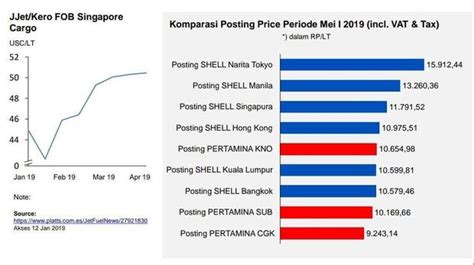 JJet/Kero FOB Singapore
Cargo
USC/LT
52
50
48
46
44
0
Jan 19 Feb 19 Mar 19 Apr 19
Note:
Source:
https://www.platts.com.es/JetFuelNews/27921830
Akses 12 Jan 2019
Komparasi Posting Price Periode Mei I 2019 (incl. VAT & Tax)
*) dalam RP/LT
Posting SHELL Narita Tokyo 15.912,44
Posting SHELL Manila 13.260,36
Posting SHELL Singapura 11.791,52
Posting SHELL Hong Kong 10.975,51
Posting PERTAMINA KNO 10.654,98
Posting SHELL Kuala Lumpur 10.599,81
Posting SHELL Bangkok 10.579,46
Posting PERTAMINA SUB 10.169,66
Posting PERTAMINA CGK 9.243,14